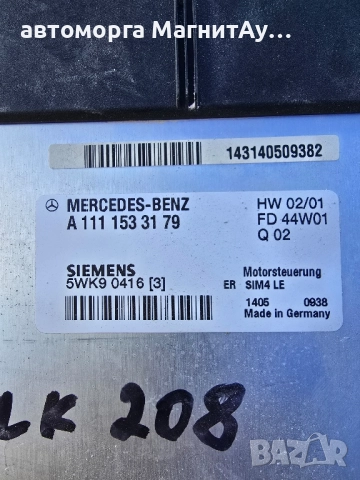 автоморга МагнитАу...
143140509382
MERCEDES-BENZ
A 111 153 31 79
HW 02/01
FD 44W01
Q 02
SIEMENS
5WK9 0416 [3]
Motorsteuerung
ER SIM4 LE
1405 0938
Made in Germany
LK 208
BAZAR